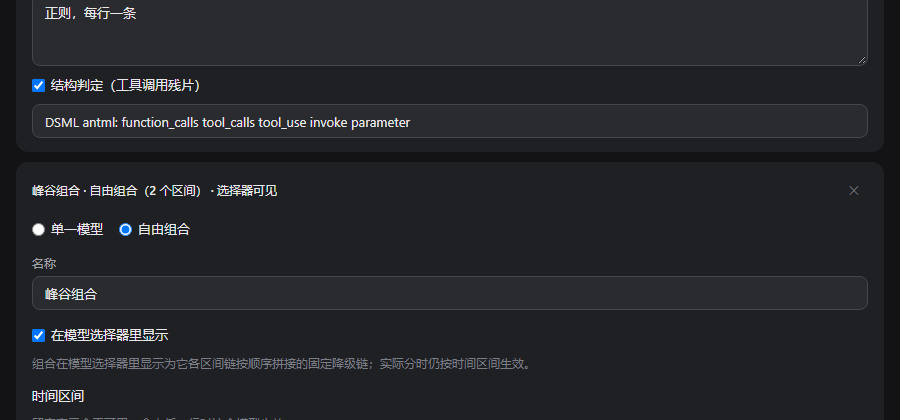 正则，每行一条
结构判定（工具调用残片）
DSML antml: function_calls tool_calls tool_use invoke parameter
峰谷组合 · 自由组合（2 个区间） · 选择器可见
单一模型 自由组合
名称
峰谷组合
在模型选择器里显示
组合在模型选择器里显示为它各区间链按顺序拼接的固定降级链；实际分时仍按时间区间生效。
时间区间